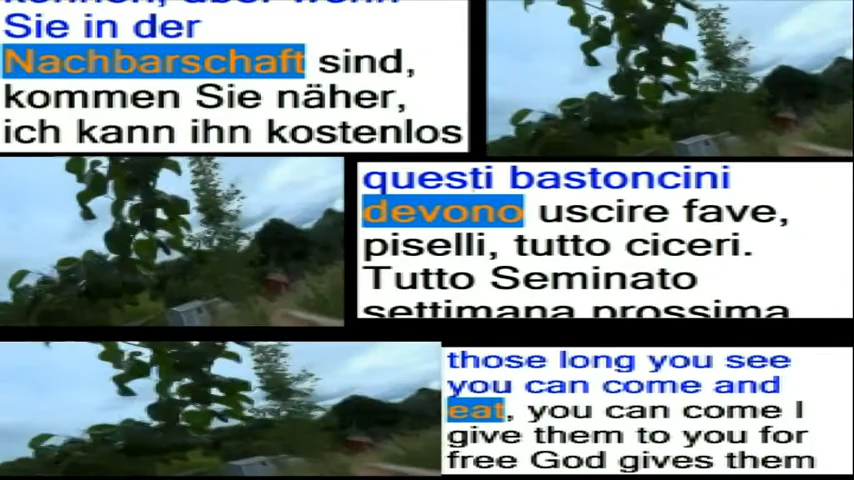 Sie in der
Nachbarschaft sind,
kommen Sie näher,
ich kann ihn kostenlos
questi bastoncini
devono uscire fave,
piselli, tutto ciceri.
Tutto Seminato
settimana prossima
those long you see
you can come and
eat, you can come I
give them to you for
free God gives them